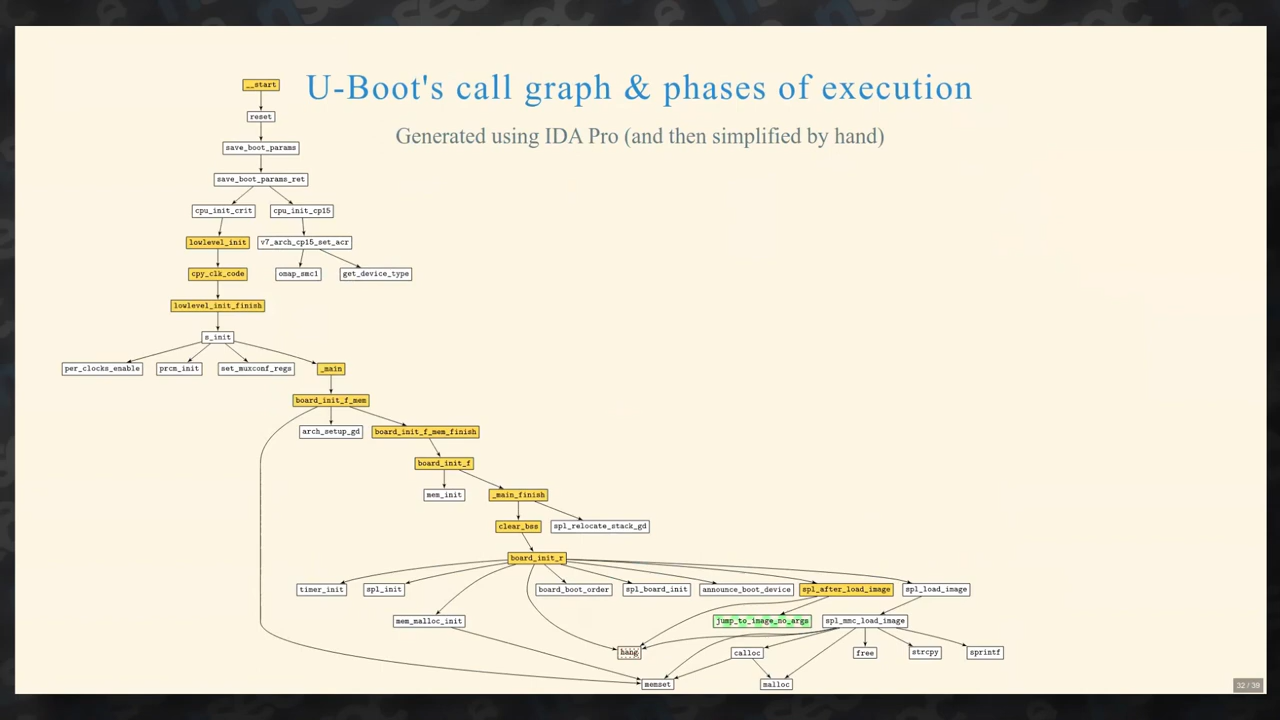 U-Boot's call graph & phases of execution
Generated using IDA Pro (and then simplified by hand)
__start
reset
save_boot_params
save_boot_params_ret
cpu_init_crit
cpu_init_cp15
lowlevel_init
v7_arch_cp15_set_acr
cpy_clk_code
omap_smc1
get_device_type
lowlevel_init_finish
s_init
per_clocks_enable
prcm_init
set_muxconf_regs
_main
board_init_f_mem
arch_setup_gd
board_init_f_mem_finish
board_init_f
mem_init
_main_finish
clear_bss
spl_relocate_stack_gd
board_init_r
timer_init
spl_init
board_boot_order
spl_board_init
announce_boot_device
spl_after_load_image
spl_load_image
mem_malloc_init
jump_to_image_no_args
spl_mmc_load_image
hang
calloc
free
strcpy
sprintf
memset
malloc
32 / 39